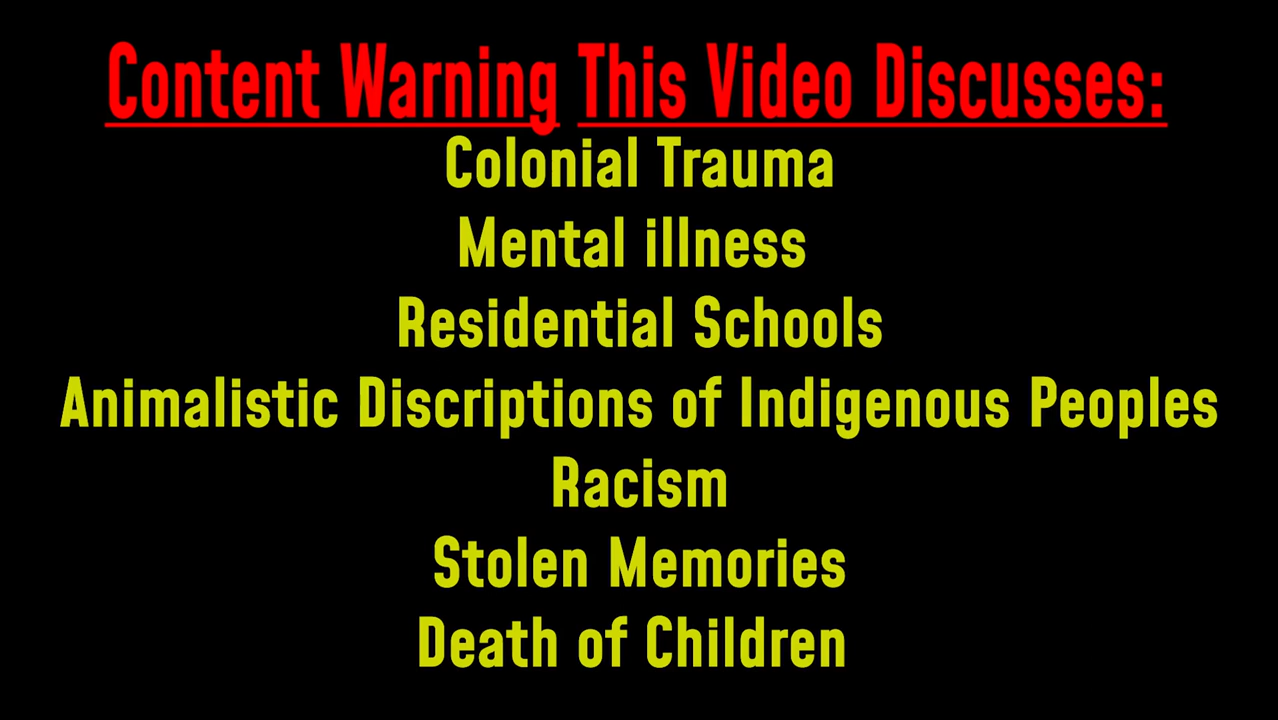 Content Warning This Video Discusses:
Colonial Trauma
Mental illness
Residential Schools
Animalistic Discriptions of Indigenous Peoples
Racism
Stolen Memories
Death of Children